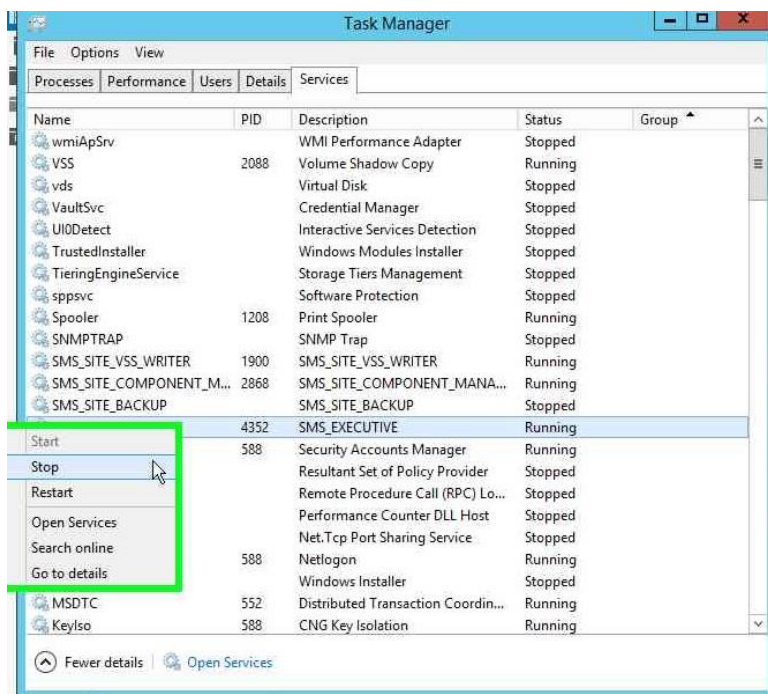 Task Manager
File Options View
Processes Performance Users Details Services
Name PID Description Status Group
wmiApSrv WMI Performance Adapter Stopped
VSS 2088 Volume Shadow Copy Running
vds Virtual Disk Stopped
VaultSvc Credential Manager Stopped
UI0Detect Interactive Services Detection Stopped
TrustedInstaller Windows Modules Installer Stopped
TieringEngineService Storage Tiers Management Stopped
sppsvc Software Protection Stopped
Spooler 1208 Print Spooler Running
SNMPTRAP SNMP Trap Stopped
SMS_SITE_VSS_WRITER 1900 SMS_SITE_VSS_WRITER Running
SMS_SITE_COMPONENT_M... 2868 SMS_SITE_COMPONENT_MANA... Running
SMS_SITE_BACKUP SMS_SITE_BACKUP Stopped
4352 SMS_EXECUTIVE Running
Start
588 Security Accounts Manager Running
Stop
Resultant Set of Policy Provider Stopped
Restart
Remote Procedure Call (RPC) Lo... Stopped
Open Services
Performance Counter DLL Host Stopped
Search online
Net.Tcp Port Sharing Service Stopped
588 Netlogon Running
Go to details
Windows Installer Stopped
MSDTC 552 Distributed Transaction Coordin... Running
KeyIso 588 CNG Key Isolation Running
Fewer details Open Services